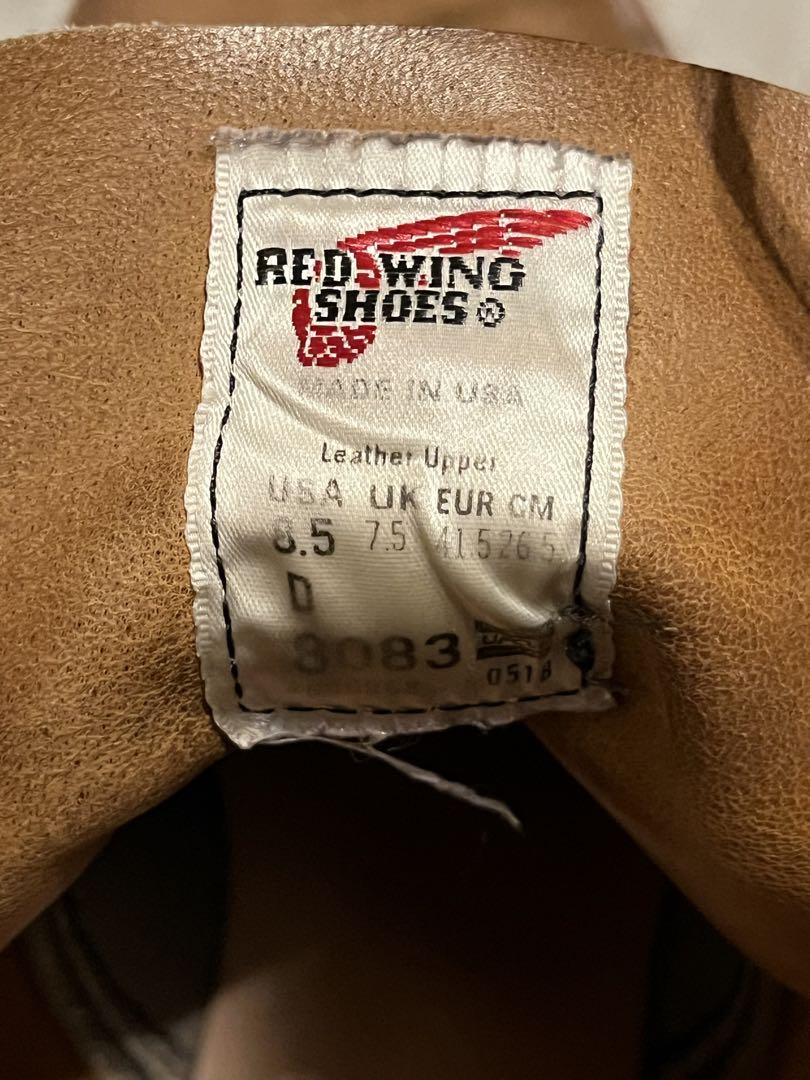 RED WING
SHOES®
MADE IN USA
Leather Upper
USA UK EUR CM
8.5 7.5 41.5 26.5
D
8083
0518